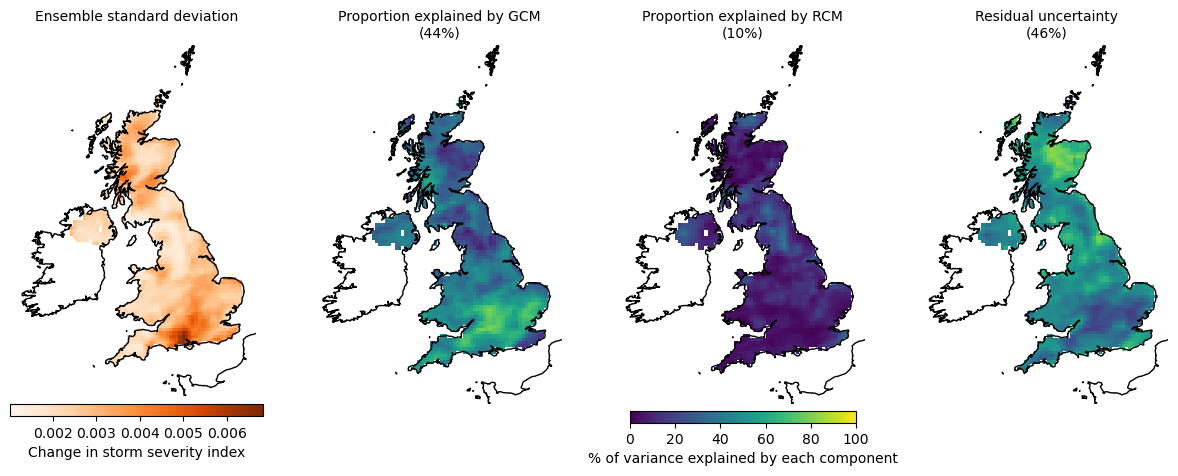 Ensemble standard deviation
Proportion explained by GCM
(44%)
Proportion explained by RCM
(10%)
Residual uncertainty
(46%)
0.002 0.003 0.004 0.005 0.006
Change in storm severity index
0 20 40 60 80 100
% of variance explained by each component